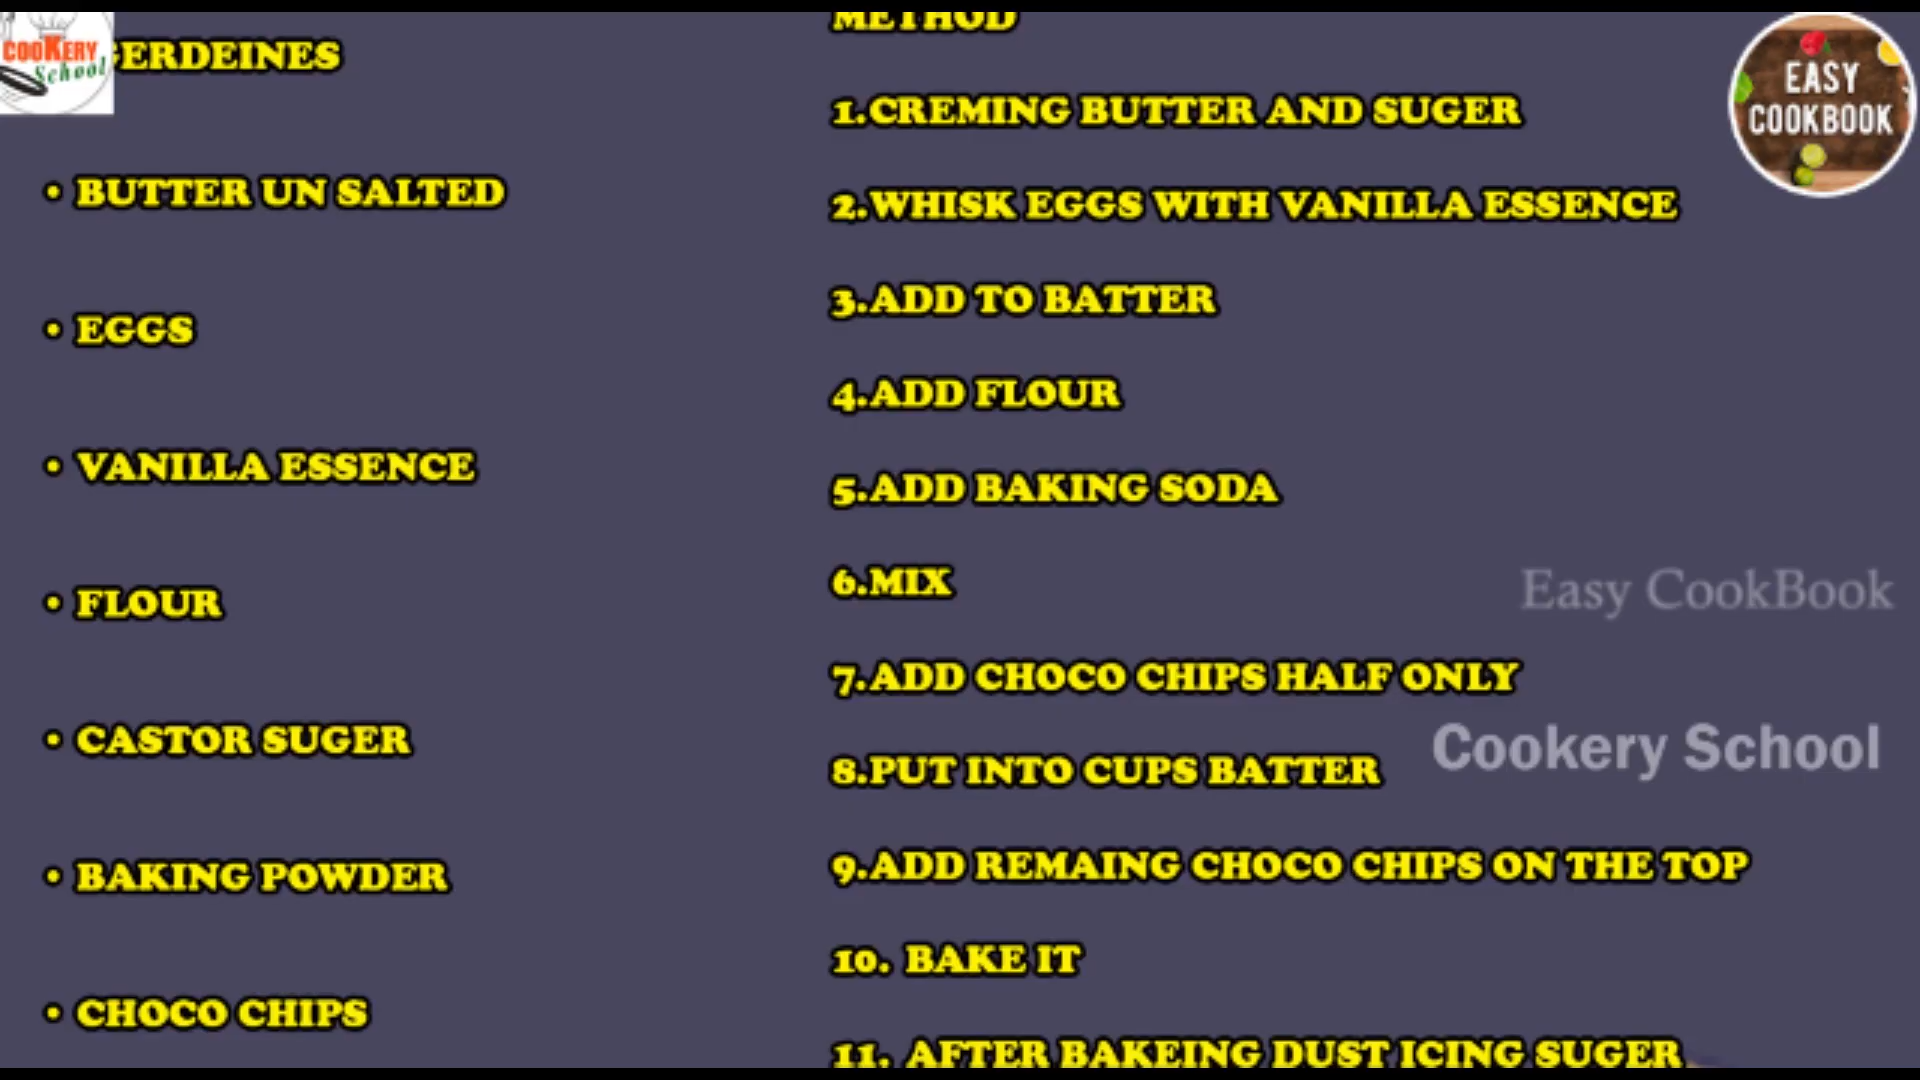 COOKERY
School
GERDEINES
• BUTTER UN SALTED
• EGGS
• VANILLA ESSENCE
• FLOUR
• CASTOR SUGER
• BAKING POWDER
• CHOCO CHIPS
METHOD
1.CREMING BUTTER AND SUGER
2.WHISK EGGS WITH VANILLA ESSENCE
3.ADD TO BATTER
4.ADD FLOUR
5.ADD BAKING SODA
6.MIX
7.ADD CHOCO CHIPS HALF ONLY
8.PUT INTO CUPS BATTER
9.ADD REMAING CHOCO CHIPS ON THE TOP
10. BAKE IT
11. AFTER BAKEING DUST ICING SUGER
EASY
COOKBOOK
Easy CookBook
Cookery School